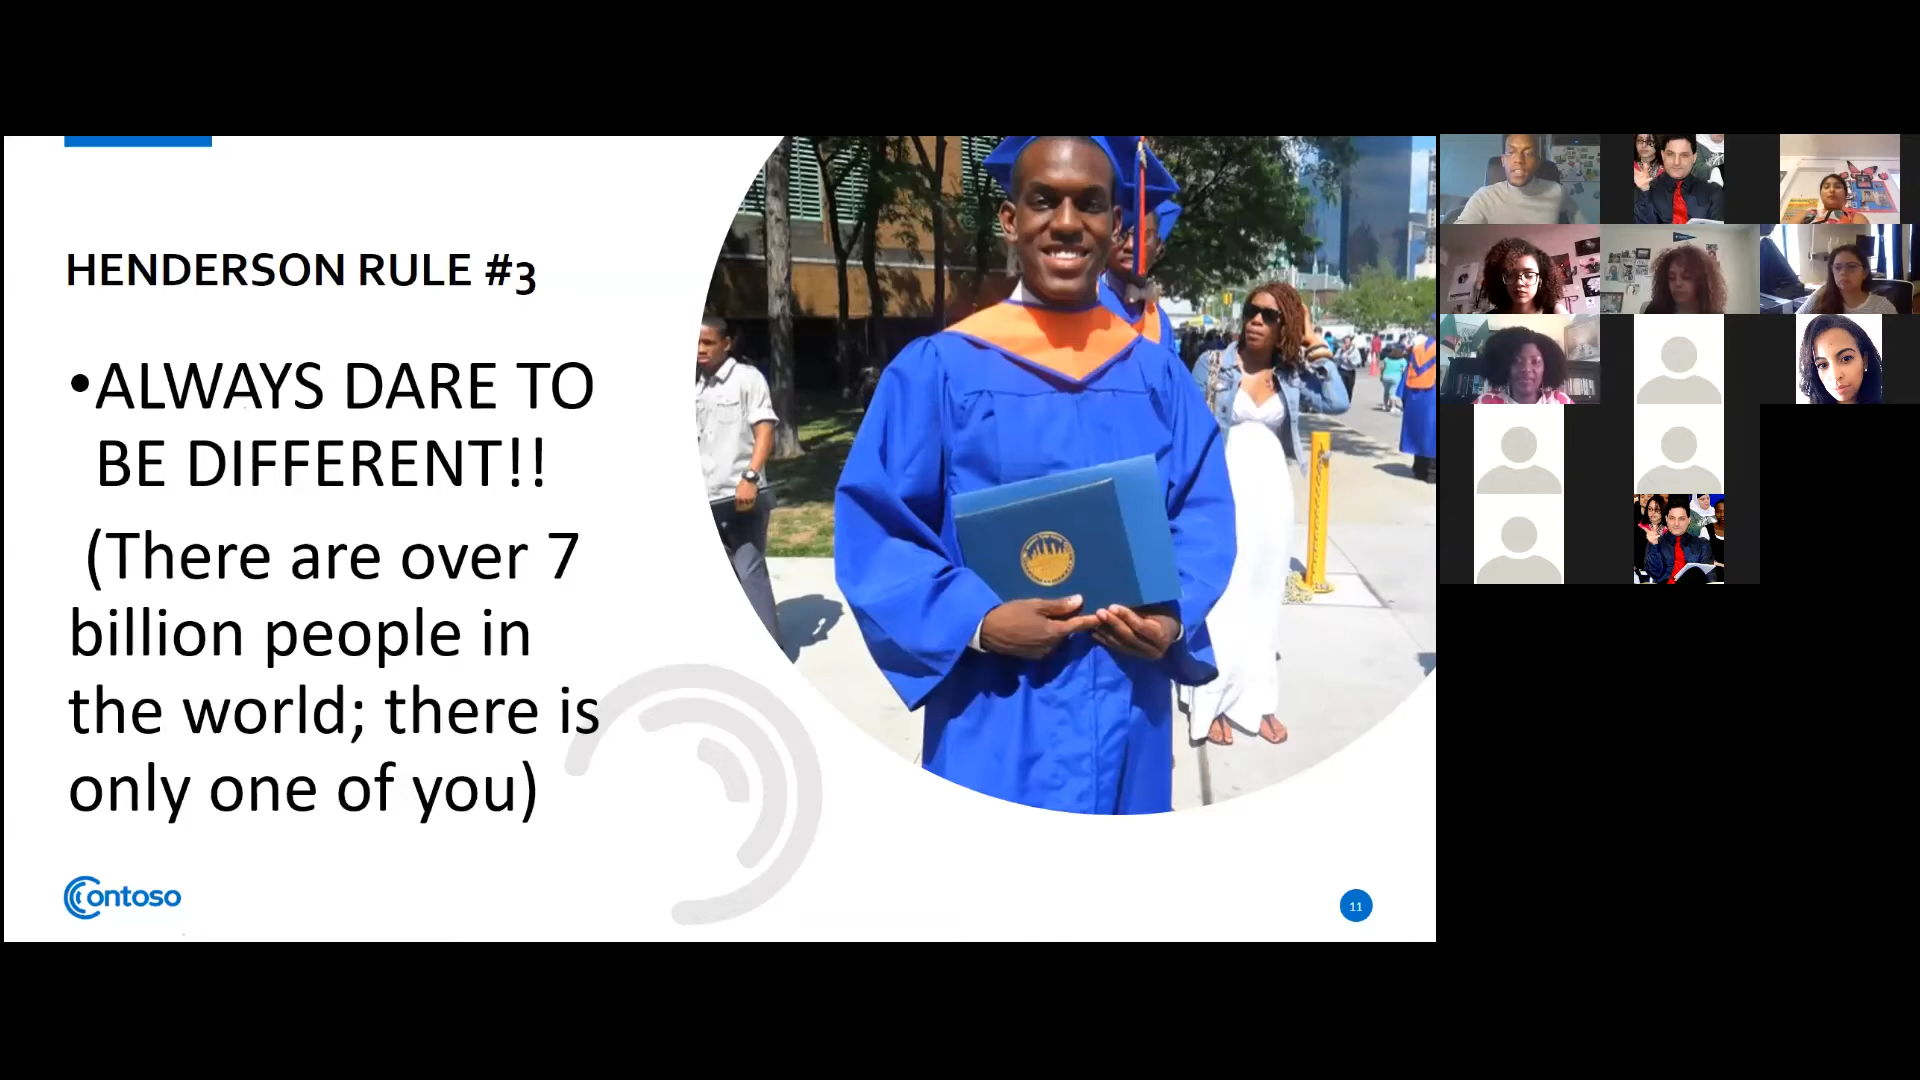 HENDERSON RULE #3
•ALWAYS DARE TO
BE DIFFERENT!!
(There are over 7
billion people in
the world; there is
only one of you)
Contoso
11